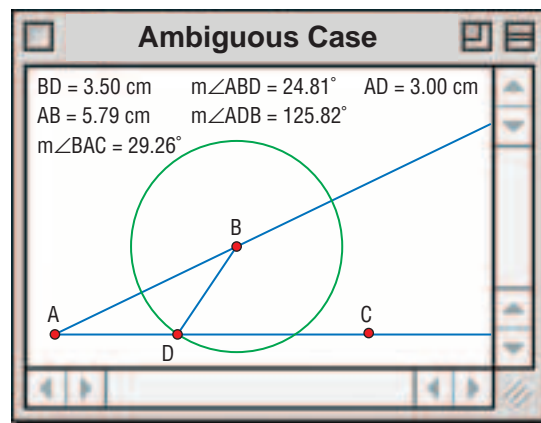 Ambiguous Case
BD = 3.50 cm m∠ABD = 24.81° AD = 3.00 cm
AB = 5.79 cm m∠ADB = 125.82°
m∠BAC = 29.26°
B
A C
D